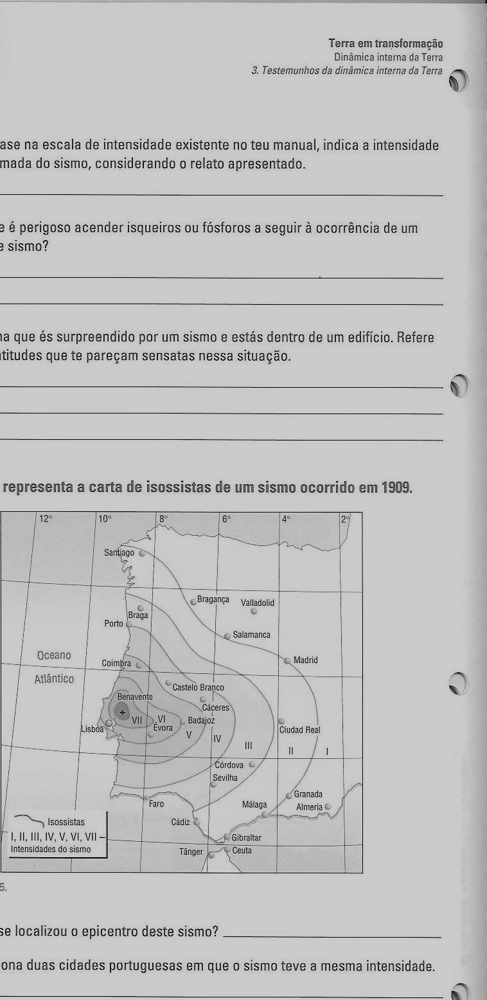 Terra em transformação
Dinâmica interna da Terra
3. Testemunhos da dinâmica interna da Terra
ase na escala de intensidade existente no teu manual, indica a intensidade
mada do sismo, considerando o relato apresentado.
e é perigoso acender isqueiros ou fósforos a seguir à ocorrência de um
e sismo?
na que és surpreendido por um sismo e estás dentro de um edifício. Refere
titudes que te pareçam sensatas nessa situação.
representa a carta de isossistas de um sismo ocorrido em 1909.
12° 10° 8° 6° 4° 2°
Santiago
Bragança
Valladolid
Braga
Porto
Salamanca
Oceano
Atlântico
Coimbra
Madrid
Castelo Branco
Benavente
Cáceres
VII VI
Badajoz
Lisboa
Évora
V IV III II I
Ciudad Real
Córdova
Sevilha
Faro
Granada
Málaga
Almeria
Cádiz
Gibraltar
Tânger
Ceuta
Isossistas
I, II, III, IV, V, VI, VII –
Intensidades do sismo
5.
se localizou o epicentro deste sismo?
ona duas cidades portuguesas em que o sismo teve a mesma intensidade.